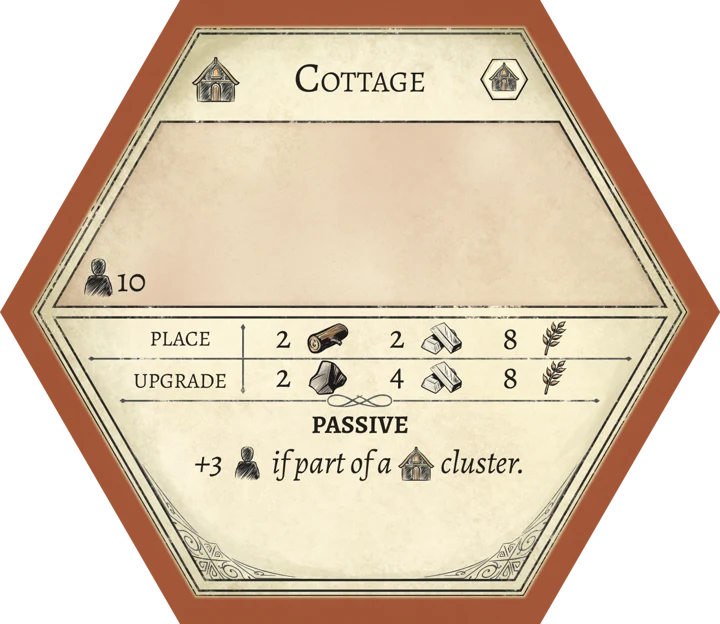 COTTAGE
10
PLACE 2 2 8
UPGRADE 2 4 8
PASSIVE
+3 if part of a cluster.